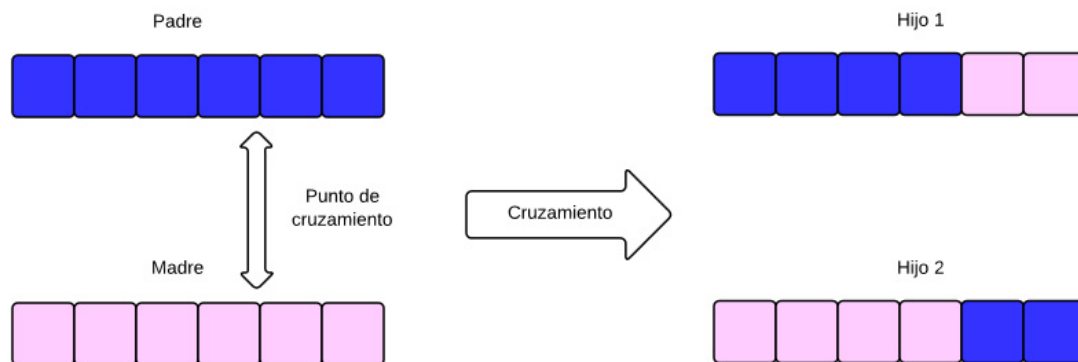 Padre
Hijo 1
Punto de
cruzamiento
Cruzamiento
Madre
Hijo 2